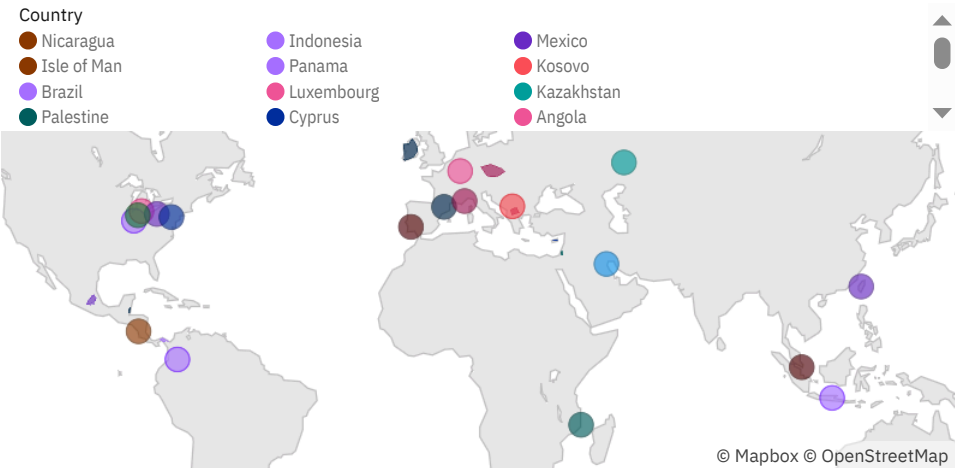 Country
Nicaragua Indonesia Mexico
Isle of Man Panama Kosovo
Brazil Luxembourg Kazakhstan
Palestine Cyprus Angola
© Mapbox © OpenStreetMap